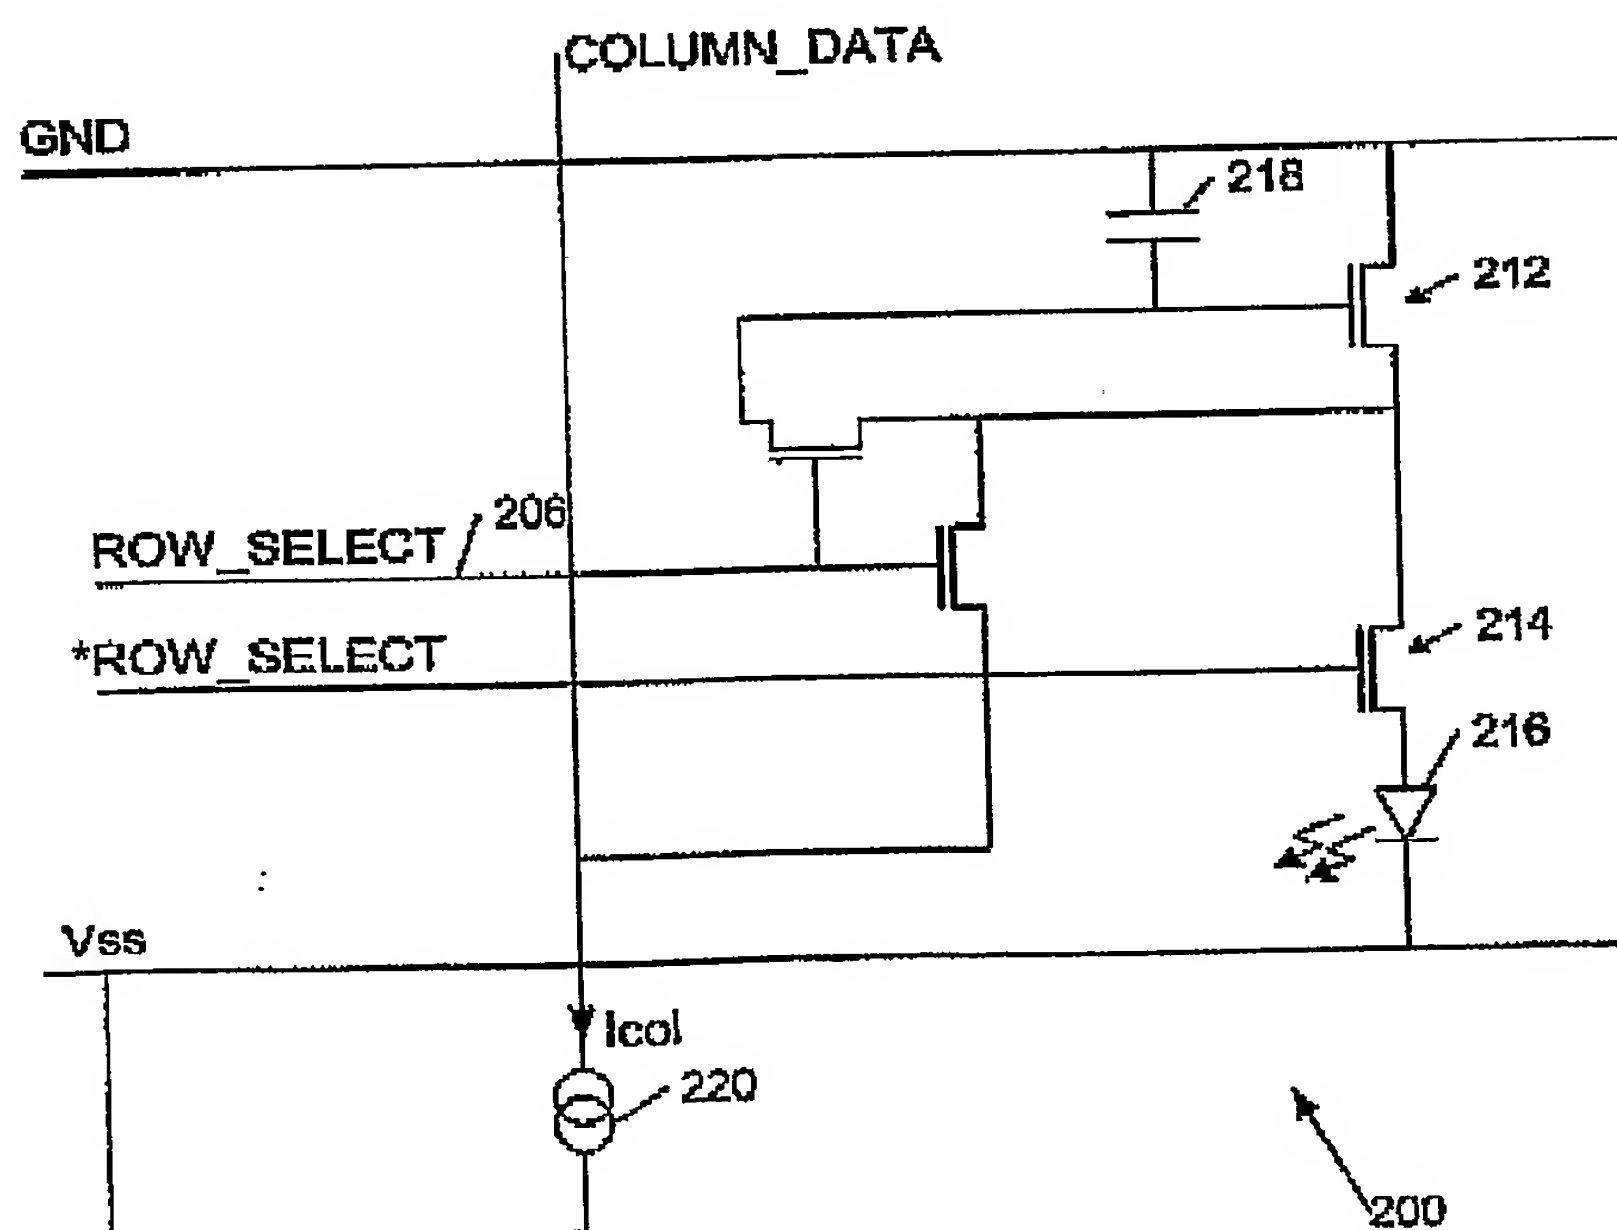 COLUMN_DATA
GND
218
212
206
ROW_SELECT
*ROW_SELECT
214
216
Vss
Icol
220
200